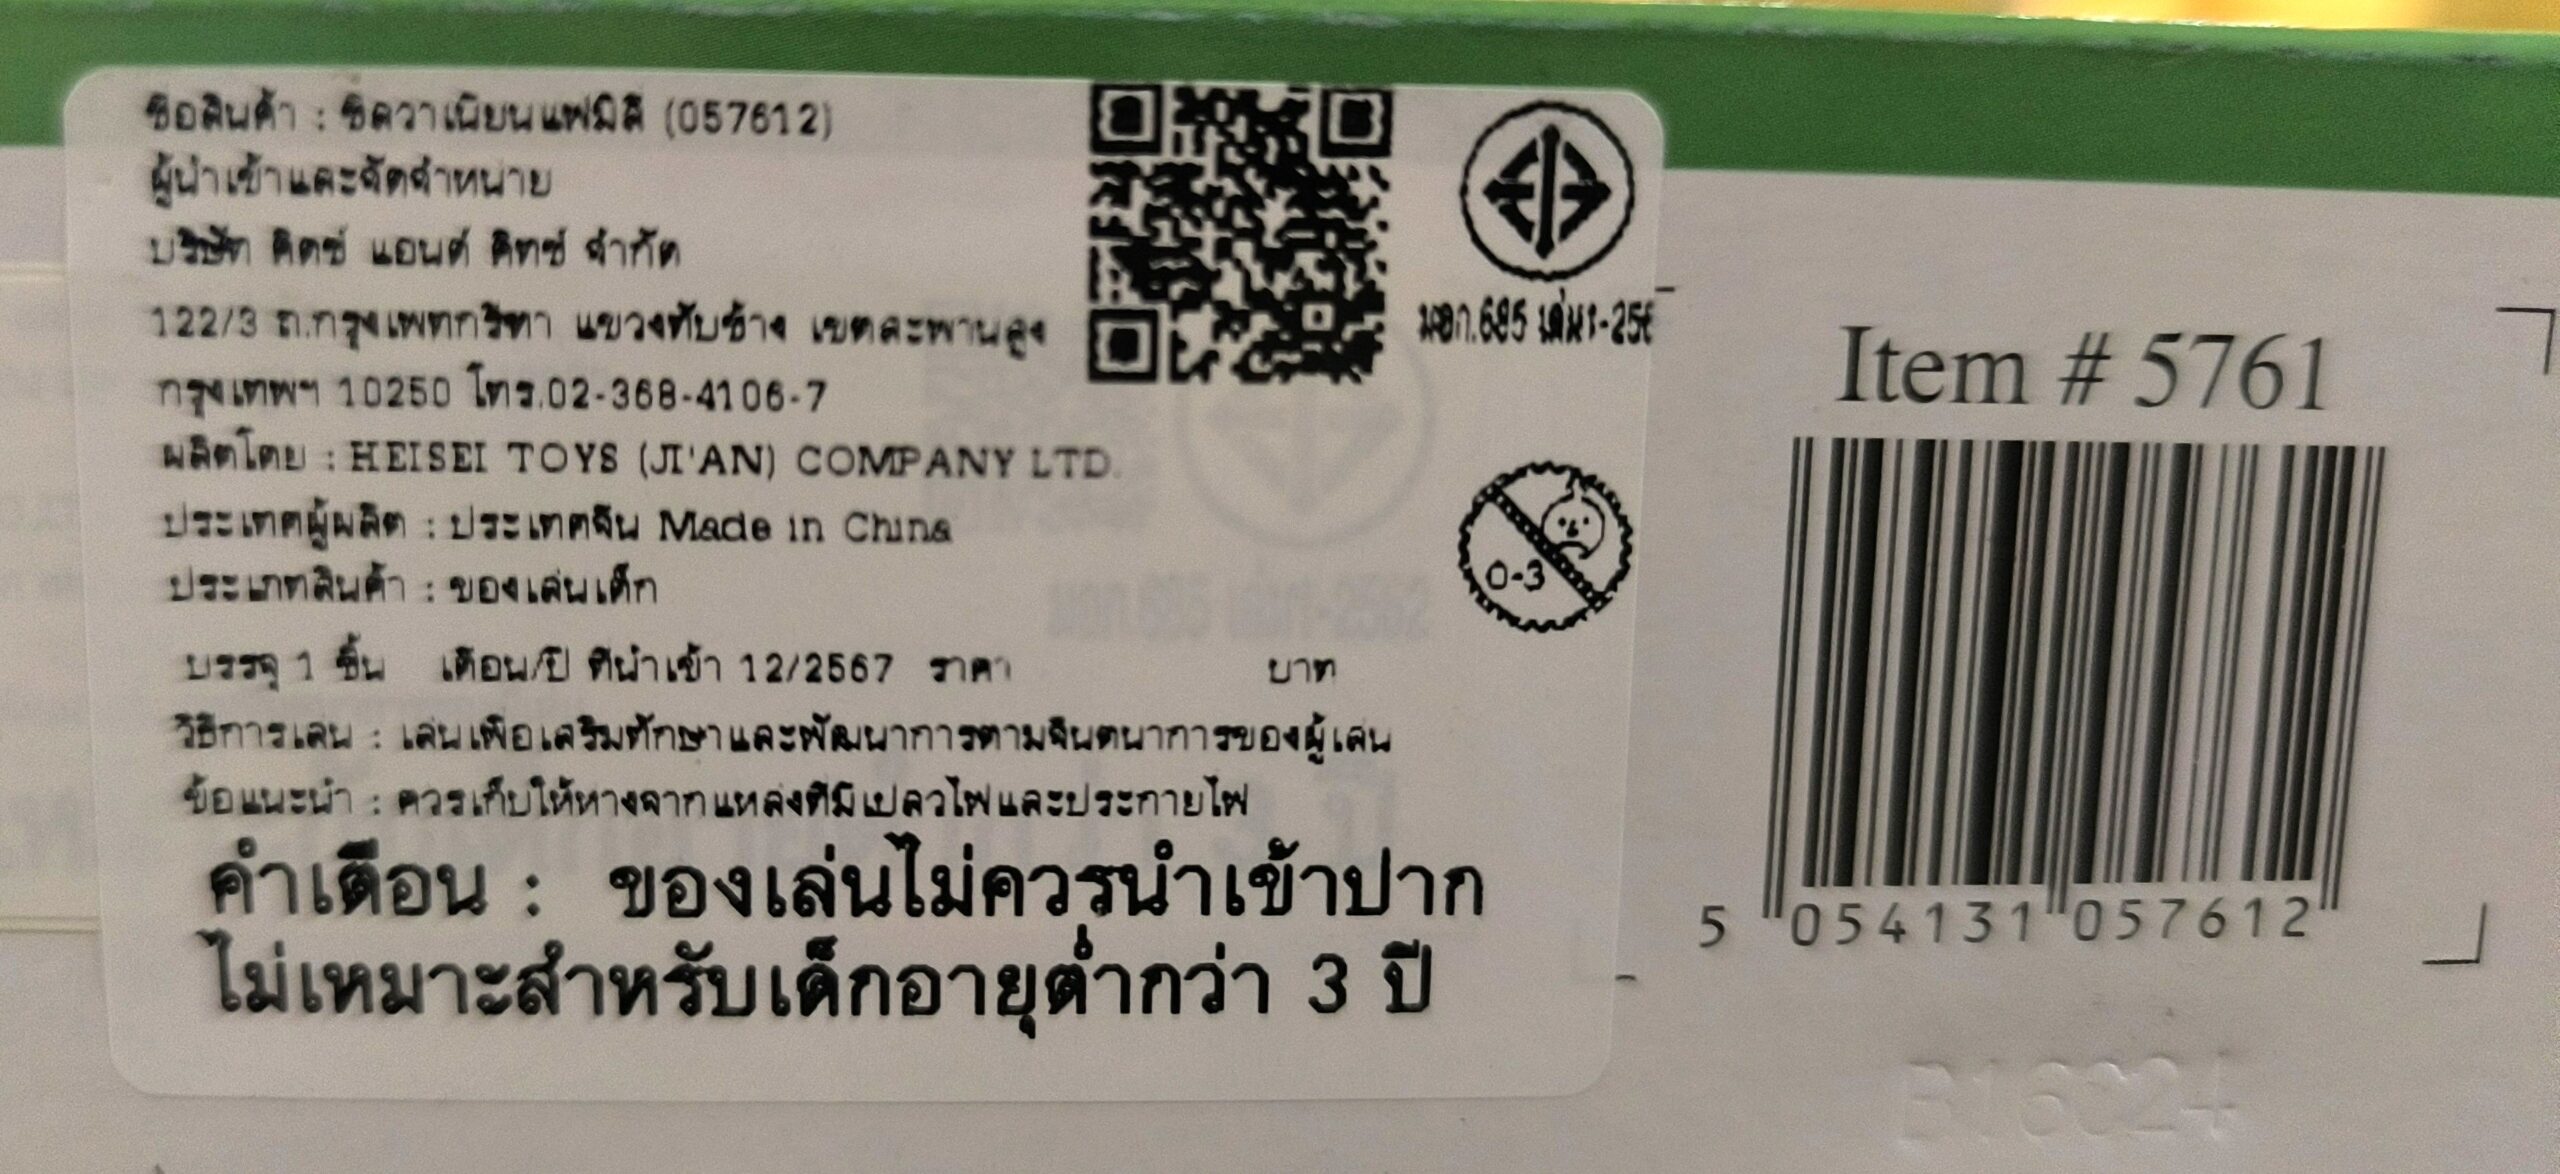 ชื่อสินค้า : ซิลวาเนียนแฟมิลี (057612)
ผู้นำเข้าและจัดจำหน่าย
บริษัท คิดซ์ แอนด์ คิทซ์ จำกัด
122/3 ถ.กรุงเทพกรีฑา แขวงทับช้าง เขตสะพานสูง
กรุงเทพฯ 10250 โทร.02-368-4106-7
ผลิตโดย : HEISEI TOYS (JI'AN) COMPANY LTD.
ประเทศผู้ผลิต : ประเทศจีน Made in China
ประเภทสินค้า : ของเล่นเด็ก
บรรจุ 1 ชิ้น เดือน/ปี ที่นำเข้า 12/2567 ราคา บาท
วิธีการเล่น : เล่นเพื่อเสริมทักษะและพัฒนาการตามจินตนาการของผู้เล่น
ข้อแนะนำ : ควรเก็บให้ห่างจากแหล่งที่มีเปลวไฟและประกายไฟ
คำเตือน : ของเล่นไม่ควรนำเข้าปาก
ไม่เหมาะสำหรับเด็กอายุต่ำกว่า 3 ปี
มอก.685 เล่ม1-256
0-3
Item # 5761
5 054131 057612